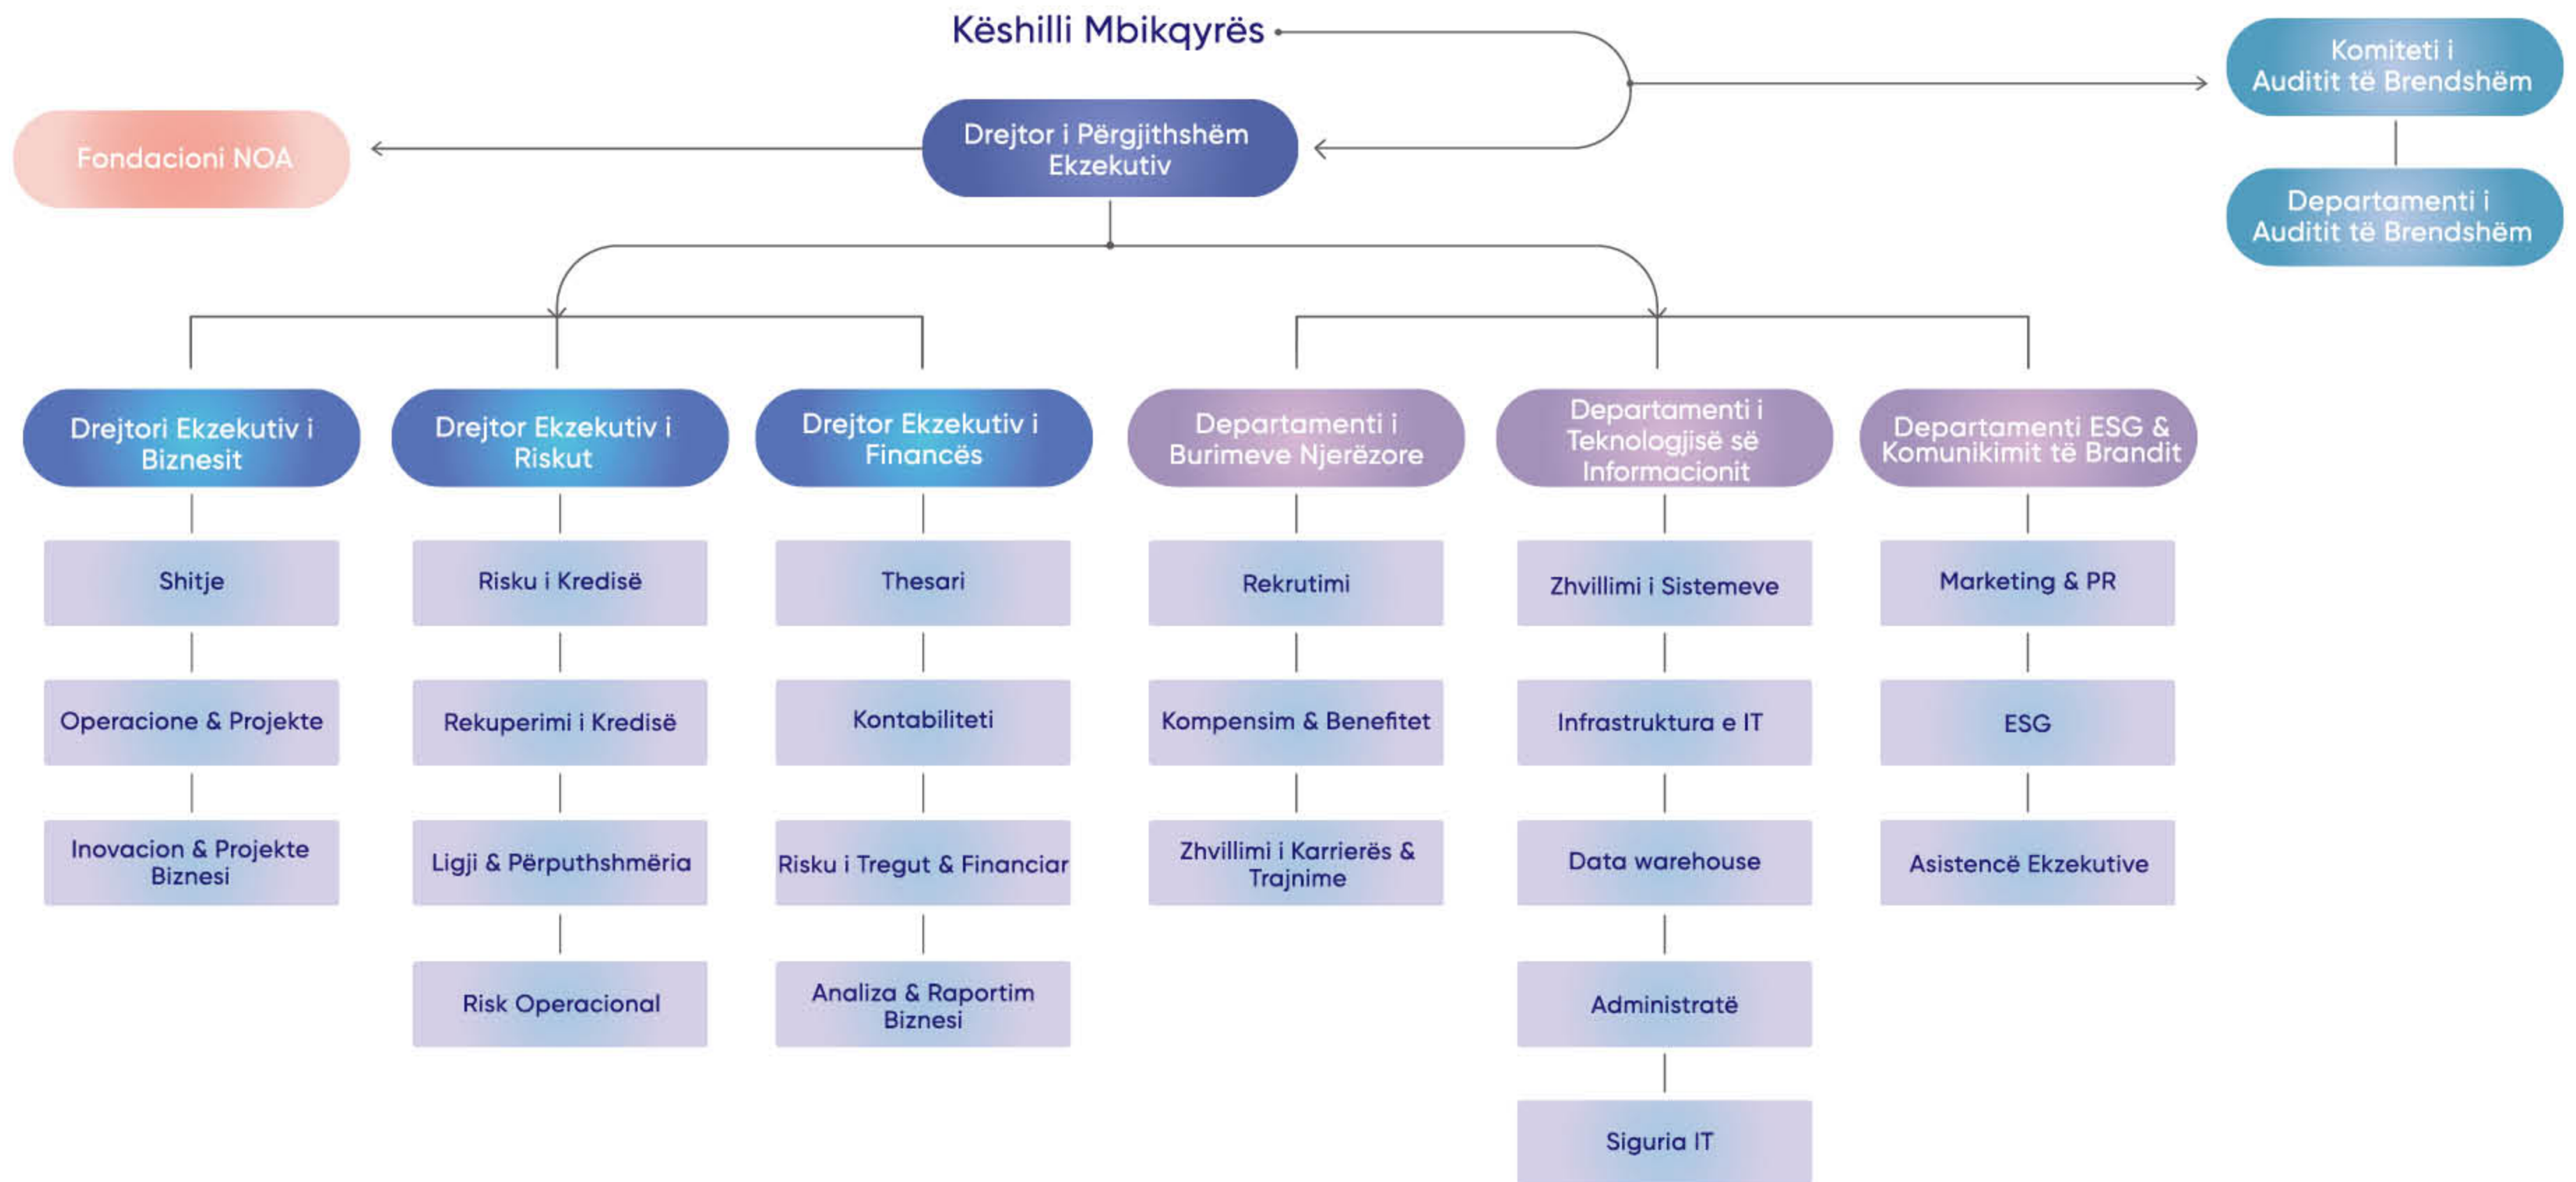 Këshilli Mbikqyrës
Komiteti i
Auditit të Brendshëm
Fondacioni NOA
Drejtor i Përgjithshëm
Ekzekutiv
Departamenti i
Auditit të Brendshëm
Drejtori Ekzekutiv i
Biznesit
Shitje
Operacione & Projekte
Inovacion & Projekte
Biznesi
Drejtor Ekzekutiv i
Riskut
Risku i Kredisë
Rekuperimi i Kredisë
Ligji & Përputhshmëria
Risk Operacional
Drejtor Ekzekutiv i
Financës
Thesari
Kontabiliteti
Risku i Tregut & Financiar
Analiza & Raportim
Biznesi
Departamenti i
Burimeve Njerëzore
Rekrutimi
Kompensim & Benefitet
Zhvillimi i Karrierës &
Trajnime
Departamenti i
Teknologjisë së
Informacionit
Zhvillimi i Sistemeve
Infrastruktura e IT
Data warehouse
Administratë
Siguria IT
Departamenti ESG &
Komunikimit të Brandit
Marketing & PR
ESG
Asistencë Ekzekutive